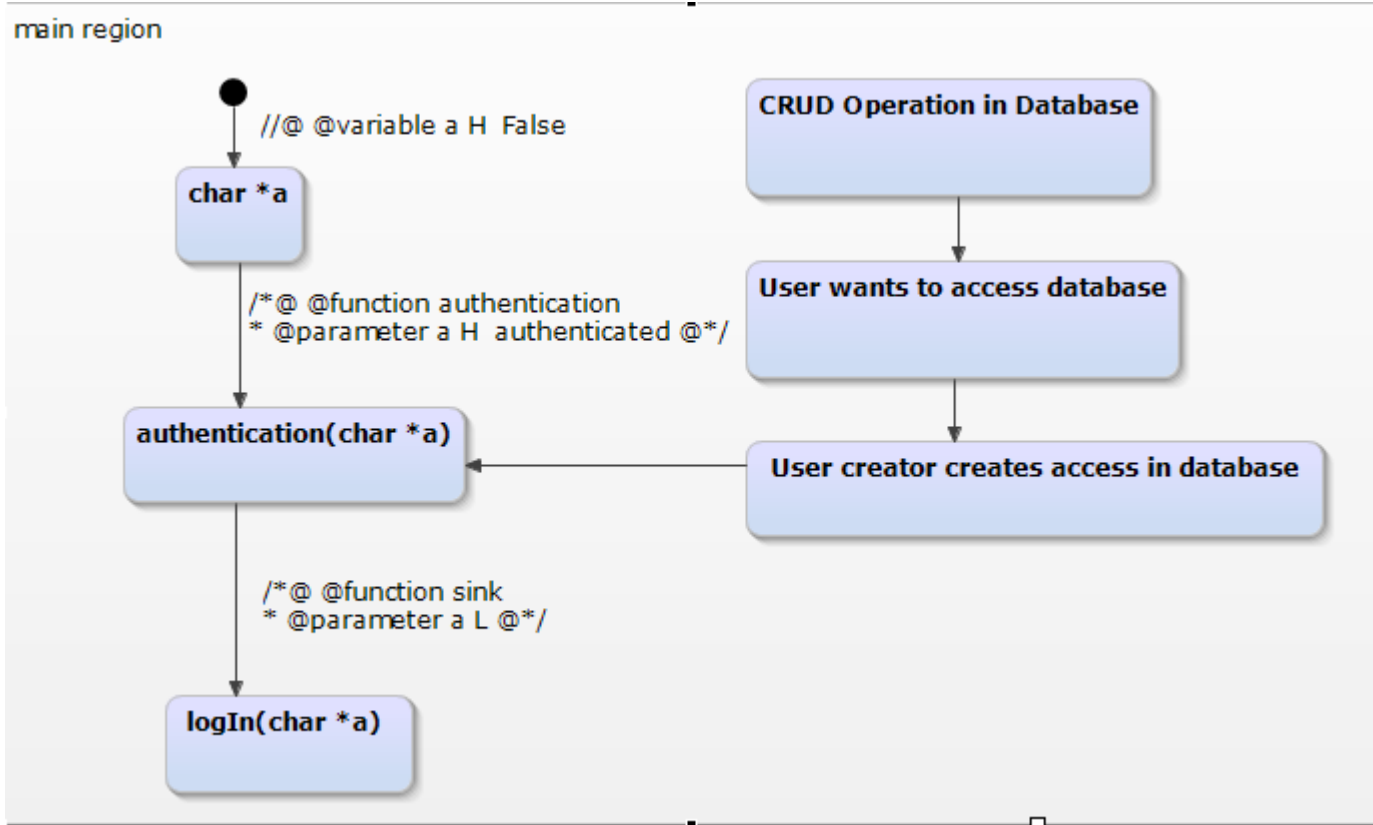 main region
//@ @variable a H  False
char *a
/*@ @function authentication
* @parameter a H  authenticated @*/
authentication(char *a)
/*@ @function sink
* @parameter a L @*/
logIn(char *a)
CRUD Operation in Database
User wants to access database
User creator creates access in database